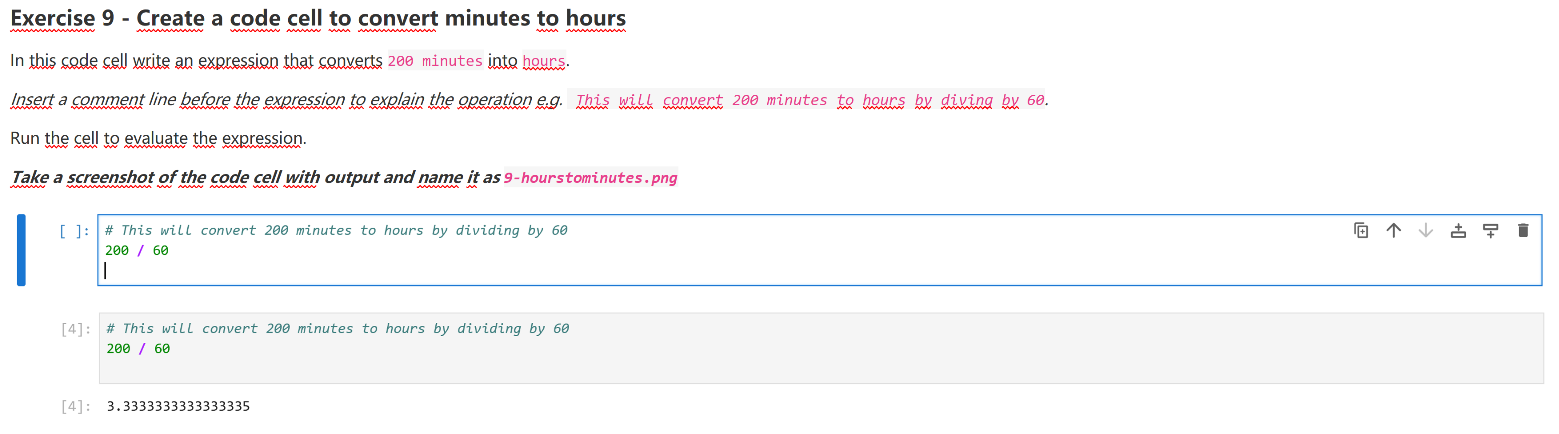 Exercise 9 - Create a code cell to convert minutes to hours
In this code cell write an expression that converts 200 minutes into hours.
Insert a comment line before the expression to explain the operation e.g. This will convert 200 minutes to hours by diving by 60.
Run the cell to evaluate the expression.
Take a screenshot of the code cell with output and name it as 9-hourstominutes.png
[ ]: # This will convert 200 minutes to hours by dividing by 60
200 / 60
[4]: # This will convert 200 minutes to hours by dividing by 60
200 / 60
[4]: 3.3333333333333335